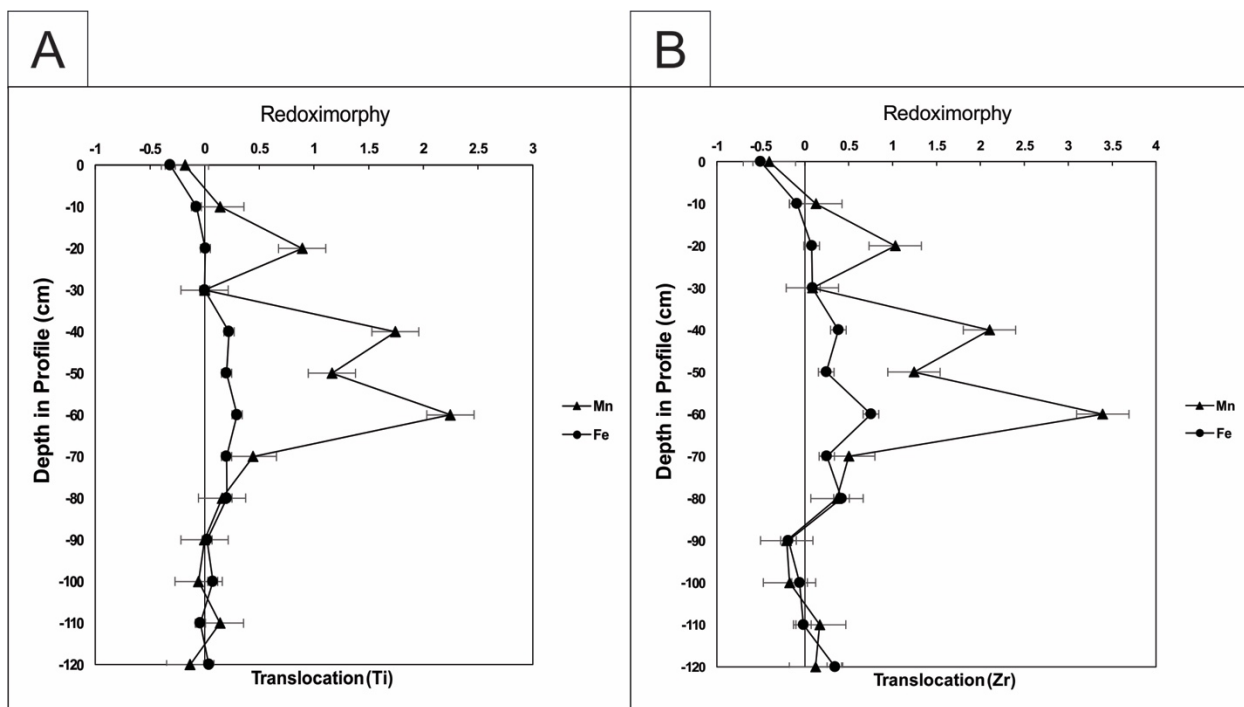 A
Redoximorphy
-1 -0.5 0 0.5 1 1.5 2 2.5 3
0
-10
-20
-30
-40
-50
-60
-70
-80
-90
-100
-110
-120
Depth in Profile (cm)
Mn
Fe
Translocation (Ti)
B
Redoximorphy
-1 -0.5 0 0.5 1 1.5 2 2.5 3 3.5 4
0
-10
-20
-30
-40
-50
-60
-70
-80
-90
-100
-110
-120
Depth in Profile (cm)
Mn
Fe
Translocation (Zr)